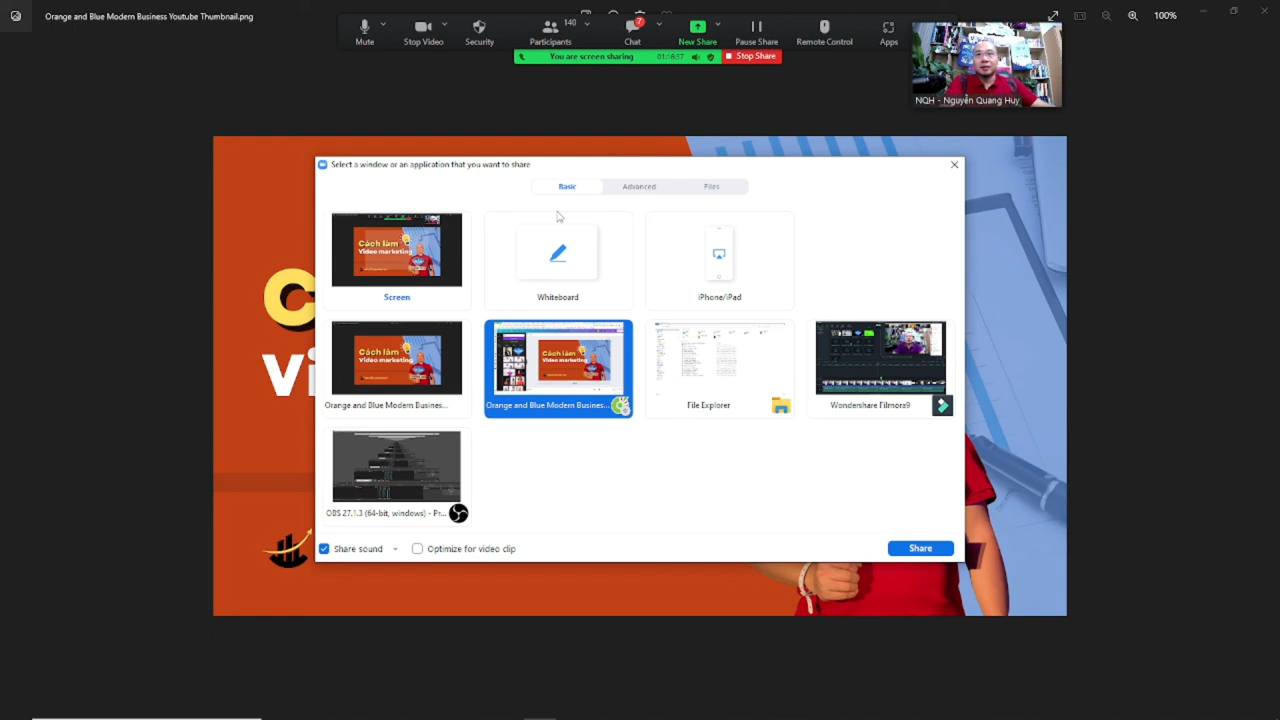 Orange and Blue Modern Business Youtube Thumbnail.png
140
7
Mute
Stop Video
Security
Participants
Chat
New Share
Pause Share
Remote Control
Apps
100%
You are screen sharing
01:16:37
Stop Share
NQH - Nguyễn Quang Huy
Select a window or an application that you want to share
Basic
Advanced
Files
Cách làm
Video marketing
Screen
Whiteboard
iPhone/iPad
Cách làm
Video marketing
Cách làm
Video marketing
Orange and Blue Modern Busines...
Orange and Blue Modern Busines...
File Explorer
Wondershare Filmora9
OBS 27.1.3 (64-bit, windows) - Pr...
Share sound
Optimize for video clip
Share